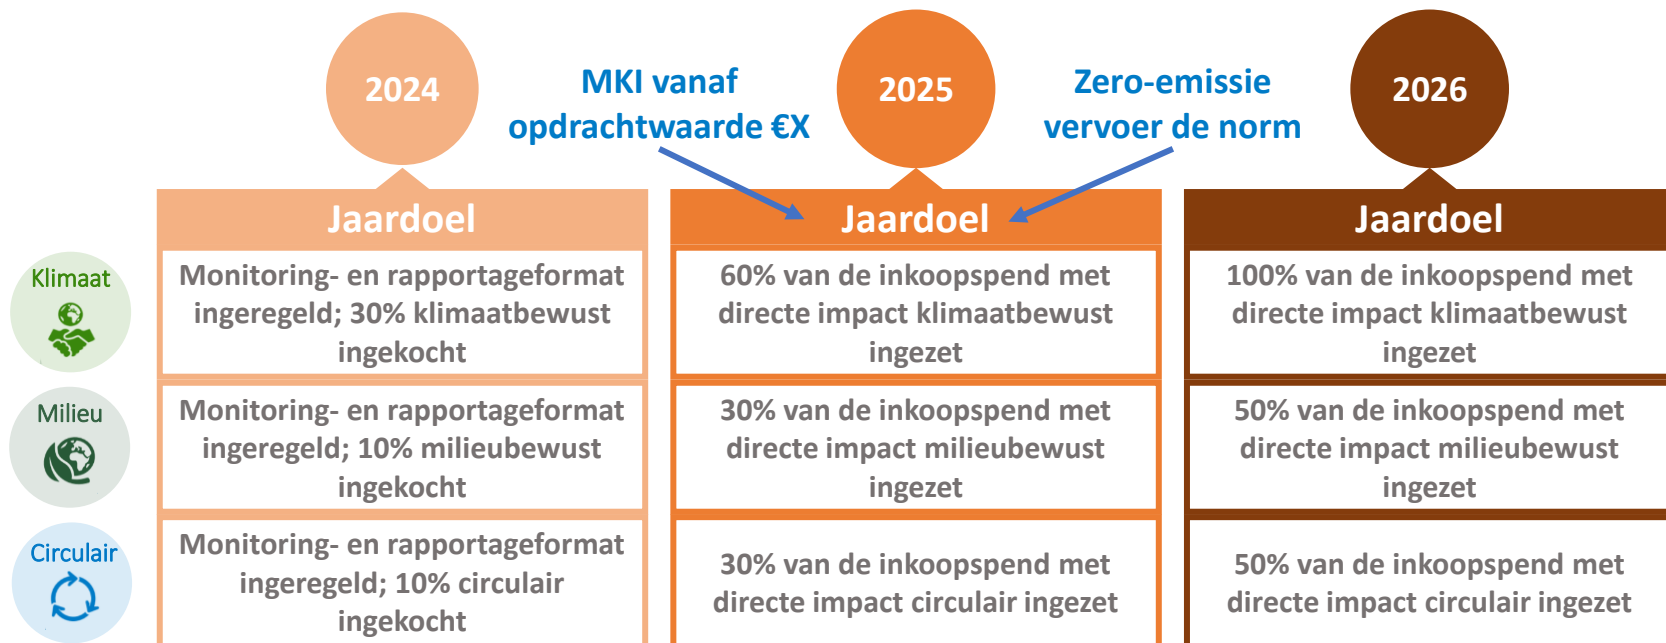 2024
MKI vanaf
opdrachtwaarde €X
2025
Zero-emissie
vervoer de norm
2026
Jaardoel
Jaardoel
Jaardoel
Klimaat
Monitoring- en rapportageformat
ingeregeld; 30% klimaatbewust
ingekocht
60% van de inkoopspend met
directe impact klimaatbewust
ingezet
100% van de inkoopspend met
directe impact klimaatbewust
ingezet
Milieu
Monitoring- en rapportageformat
ingeregeld; 10% milieubewust
ingekocht
30% van de inkoopspend met
directe impact milieubewust
ingezet
50% van de inkoopspend met
directe impact milieubewust
ingezet
Circulair
Monitoring- en rapportageformat
ingeregeld; 10% circulair
ingekocht
30% van de inkoopspend met
directe impact circulair ingezet
50% van de inkoopspend met
directe impact circulair ingezet